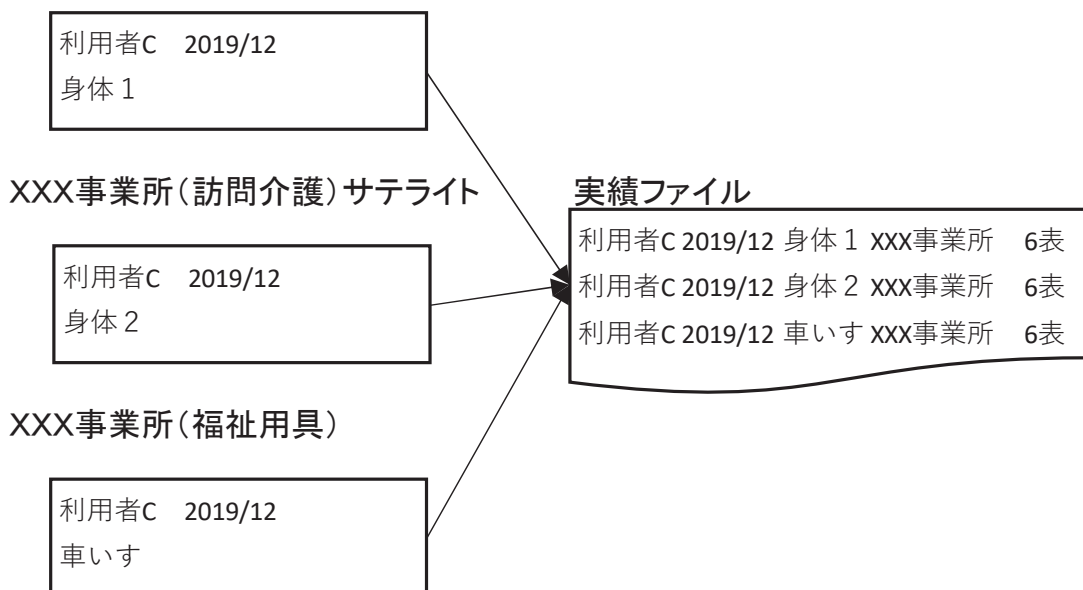 利用者C　2019/12
身体１
XXX事業所（訪問介護）サテライト
利用者C　2019/12
身体２
XXX事業所（福祉用具）
利用者C　2019/12
車いす
実績ファイル
利用者C 2019/12 身体１ XXX事業所　6表
利用者C 2019/12 身体２ XXX事業所　6表
利用者C 2019/12 車いす XXX事業所　6表